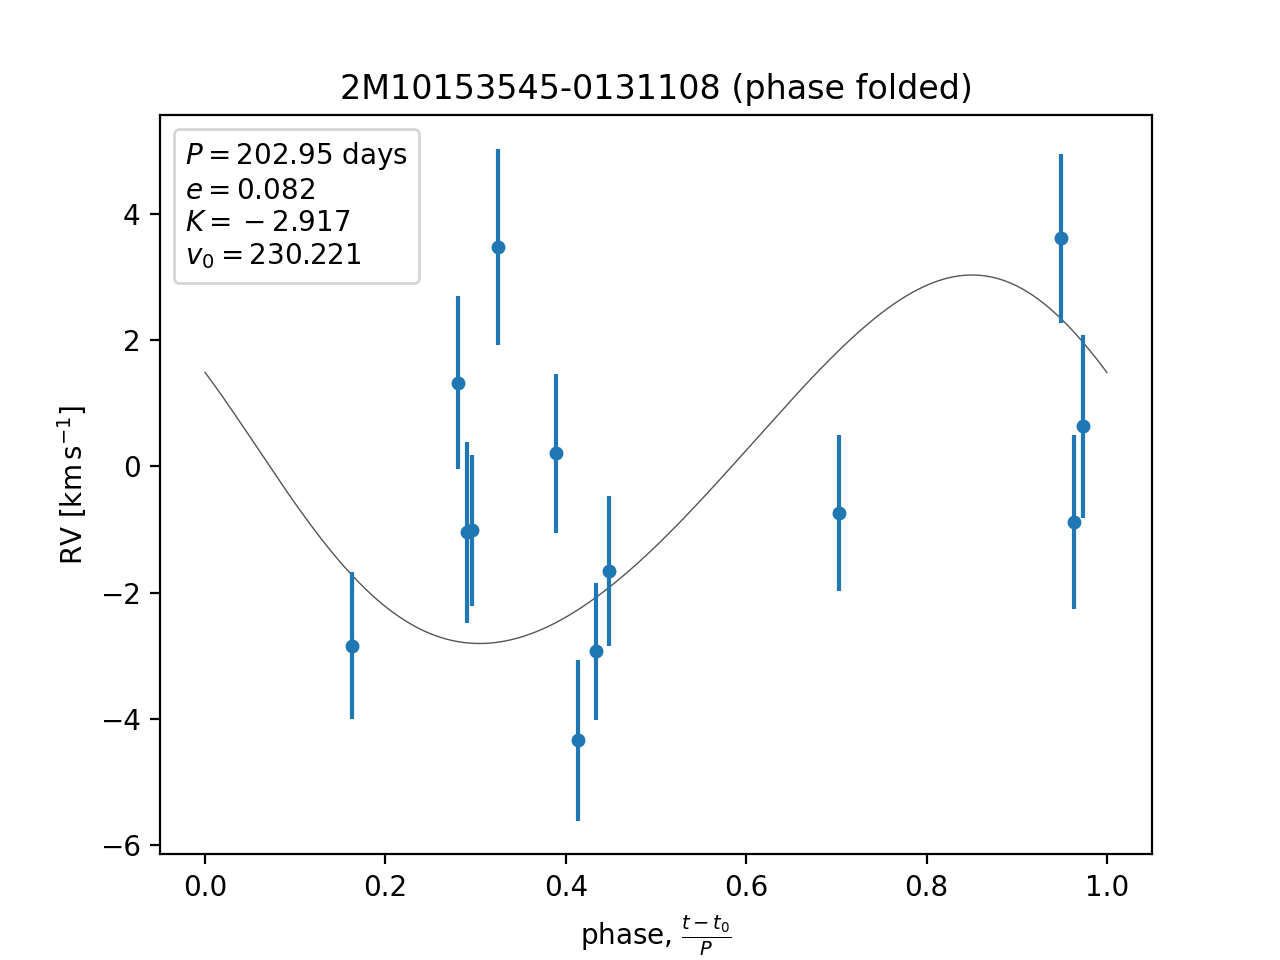 2M10153545-0131108 (phase folded)
P = 202.95 days
e = 0.082
K = − 2.917
v₀ = 230.221
4
2
0
−2
−4
−6
RV [km s⁻¹]
0.0 0.2 0.4 0.6 0.8 1.0
phase, (t − t₀)/P